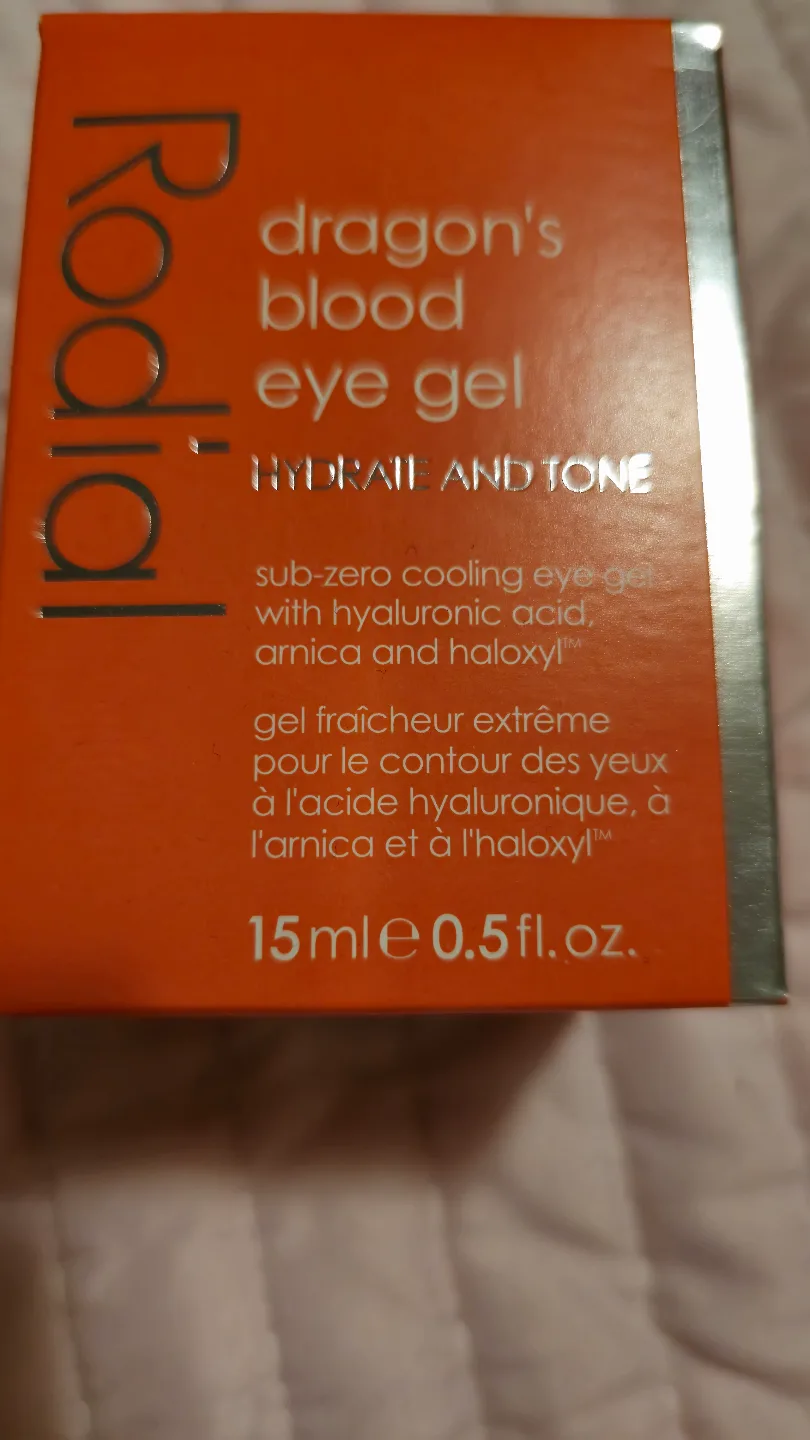 Rodial
dragon's
blood
eye gel
HYDRATE AND TONE
sub-zero cooling eye gel
with hyaluronic acid,
arnica and haloxyl™
gel fraîcheur extrême
pour le contour des yeux
à l'acide hyaluronique, à
l'arnica et à l'haloxyl™
15ml℮0.5fl.oz.